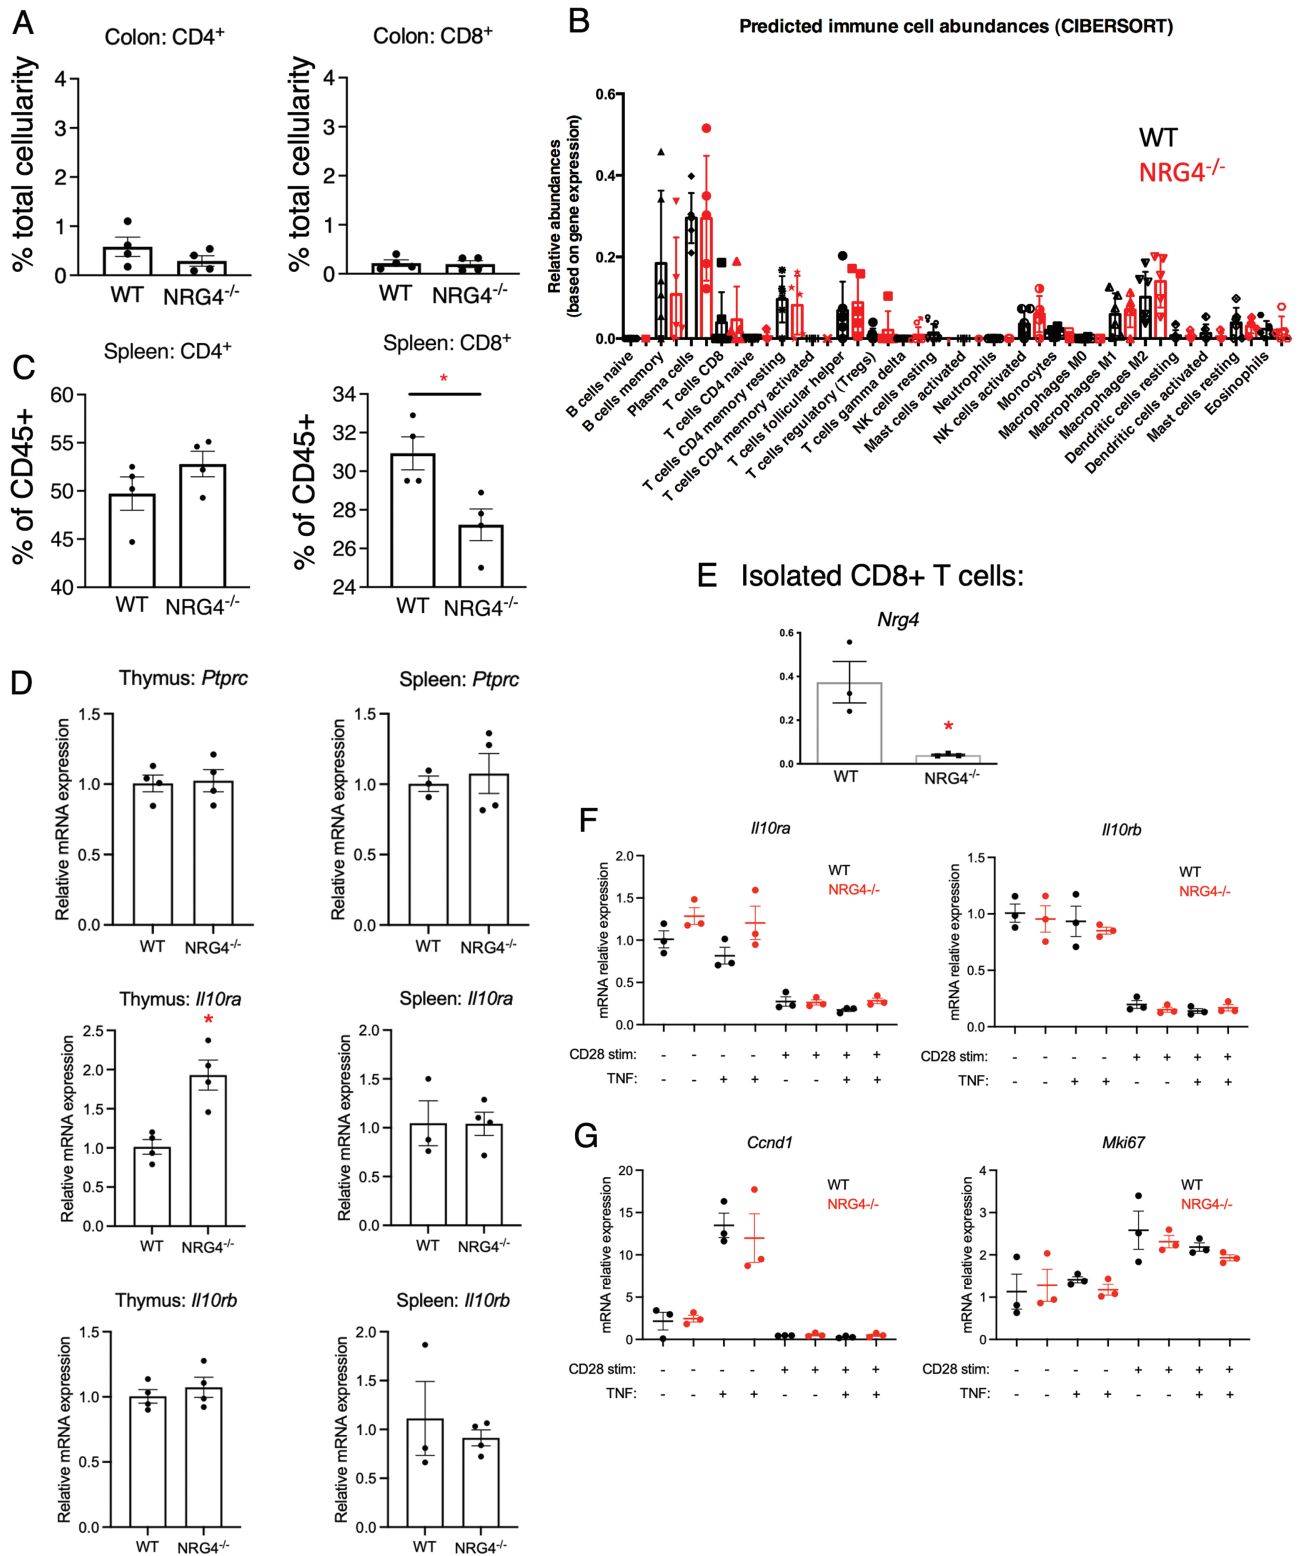 A
Colon: CD4+
% total cellularity
4
3
2
1
0
WT
NRG4-/-
Colon: CD8+
% total cellularity
4
3
2
1
0
WT
NRG4-/-
B
Predicted immune cell abundances (CIBERSORT)
Relative abundances
(based on gene expression)
0.6
0.4
0.2
0.0
WT
NRG4-/-
B cells naive
B cells memory
Plasma cells
T cells CD8
T cells CD4 naive
T cells CD4 memory resting
T cells CD4 memory activated
T cells follicular helper
T cells regulatory (Tregs)
T cells gamma delta
NK cells resting
Mast cells activated
Neutrophils
NK cells activated
Monocytes
Macrophages M0
Macrophages M1
Macrophages M2
Dendritic cells resting
Dendritic cells activated
Mast cells resting
Eosinophils
C
Spleen: CD4+
% of CD45+
60
55
50
45
40
WT
NRG4-/-
Spleen: CD8+
*
% of CD45+
34
32
30
28
26
24
WT
NRG4-/-
D
Thymus: Ptprc
Relative mRNA expression
1.5
1.0
0.5
0.0
WT
NRG4-/-
Spleen: Ptprc
Relative mRNA expression
1.5
1.0
0.5
0.0
WT
NRG4-/-
Thymus: Il10ra
*
Relative mRNA expression
2.5
2.0
1.5
1.0
0.5
0.0
WT
NRG4-/-
Spleen: Il10ra
Relative mRNA expression
2.0
1.5
1.0
0.5
0.0
WT
NRG4-/-
Thymus: Il10rb
Relative mRNA expression
1.5
1.0
0.5
0.0
WT
NRG4-/-
Spleen: Il10rb
Relative mRNA expression
2.0
1.5
1.0
0.5
0.0
WT
NRG4-/-
E Isolated CD8+ T cells:
Nrg4
0.6
0.4
0.2
0.0
*
WT
NRG4-/-
F
Il10ra
mRNA relative expression
2.0
1.5
1.0
0.5
0.0
WT
NRG4-/-
CD28 stim: - - - - + + + +
TNF: - - + + - - + +
Il10rb
mRNA relative expression
1.5
1.0
0.5
0.0
WT
NRG4-/-
CD28 stim: - - - - + + + +
TNF: - - + + - - + +
G
Ccnd1
mRNA relative expression
20
15
10
5
0
WT
NRG4-/-
CD28 stim: - - - - + + + +
TNF: - - + + - - + +
Mki67
mRNA relative expression
4
3
2
1
0
WT
NRG4-/-
CD28 stim: - - - - + + + +
TNF: - - + + - - + +